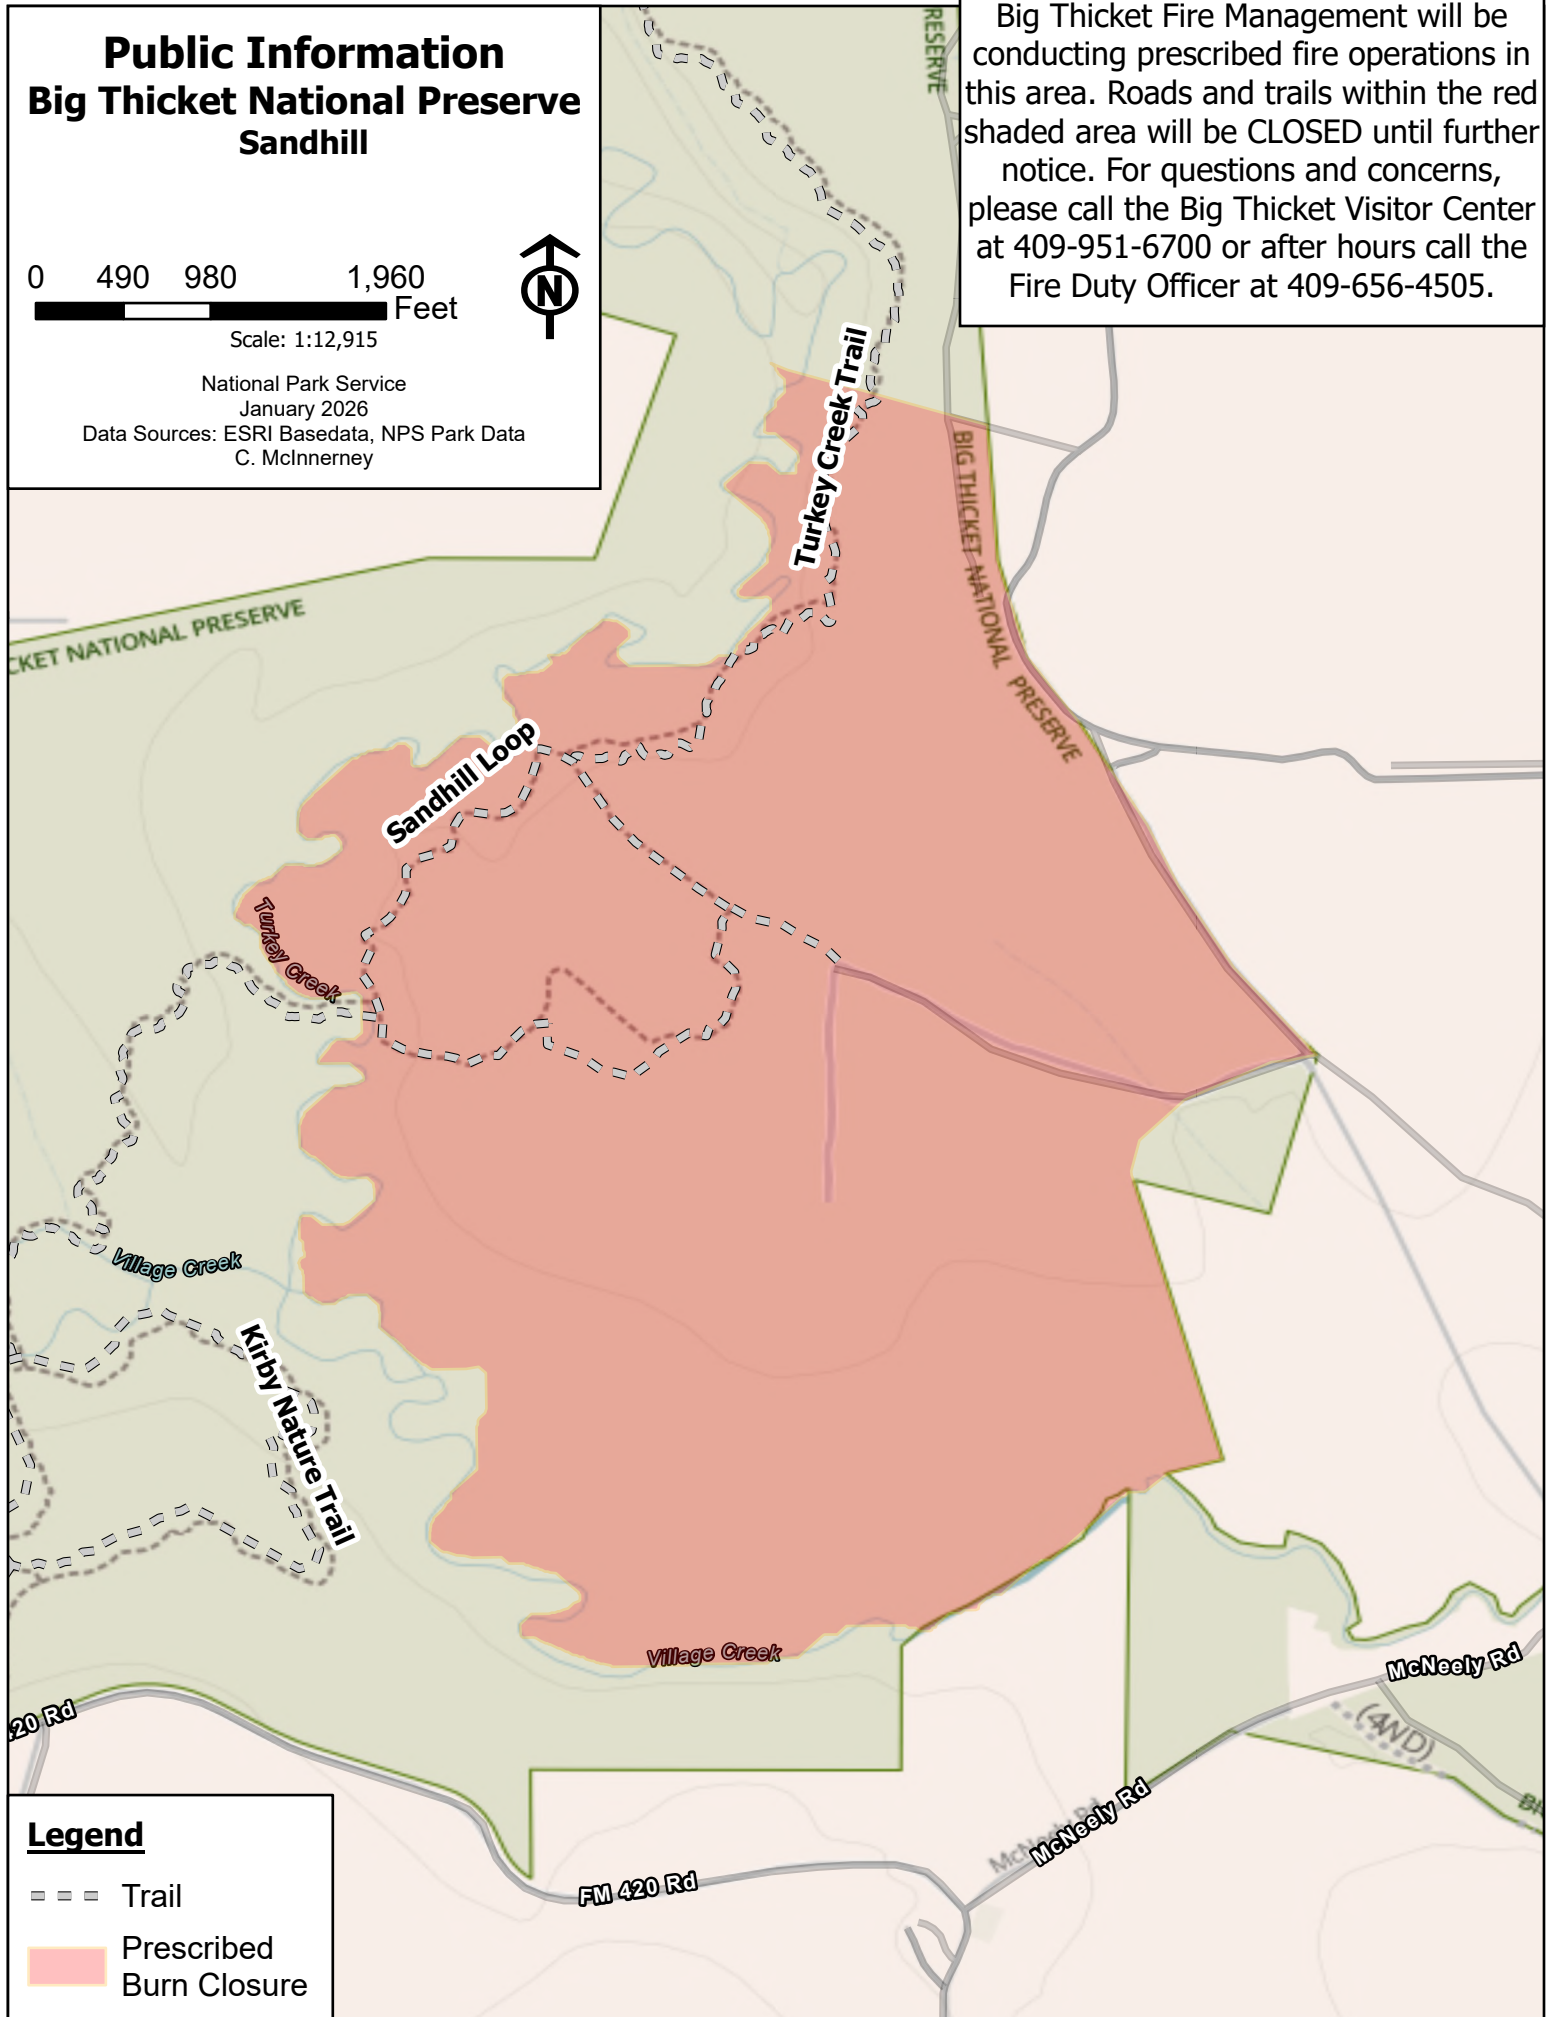 Public Information
Big Thicket National Preserve
Sandhill
0 490 980 1,960
Feet
Scale: 1:12,915
N
National Park Service
January 2026
Data Sources: ESRI Basedata, NPS Park Data
C. McInnerney
Big Thicket Fire Management will be
conducting prescribed fire operations in
this area. Roads and trails within the red
shaded area will be CLOSED until further
notice. For questions and concerns,
please call the Big Thicket Visitor Center
at 409-951-6700 or after hours call the
Fire Duty Officer at 409-656-4505.
RESERVE
Turkey Creek Trail
BIG THICKET NATIONAL PRESERVE
CKET NATIONAL PRESERVE
Sandhill Loop
Turkey Creek
Village Creek
Kirby Nature Trail
Village Creek
McNeely Rd
(4WD)
20 Rd
McNeely Rd
McNeely Rd
FM 420 Rd
Legend
Trail
Prescribed
Burn Closure